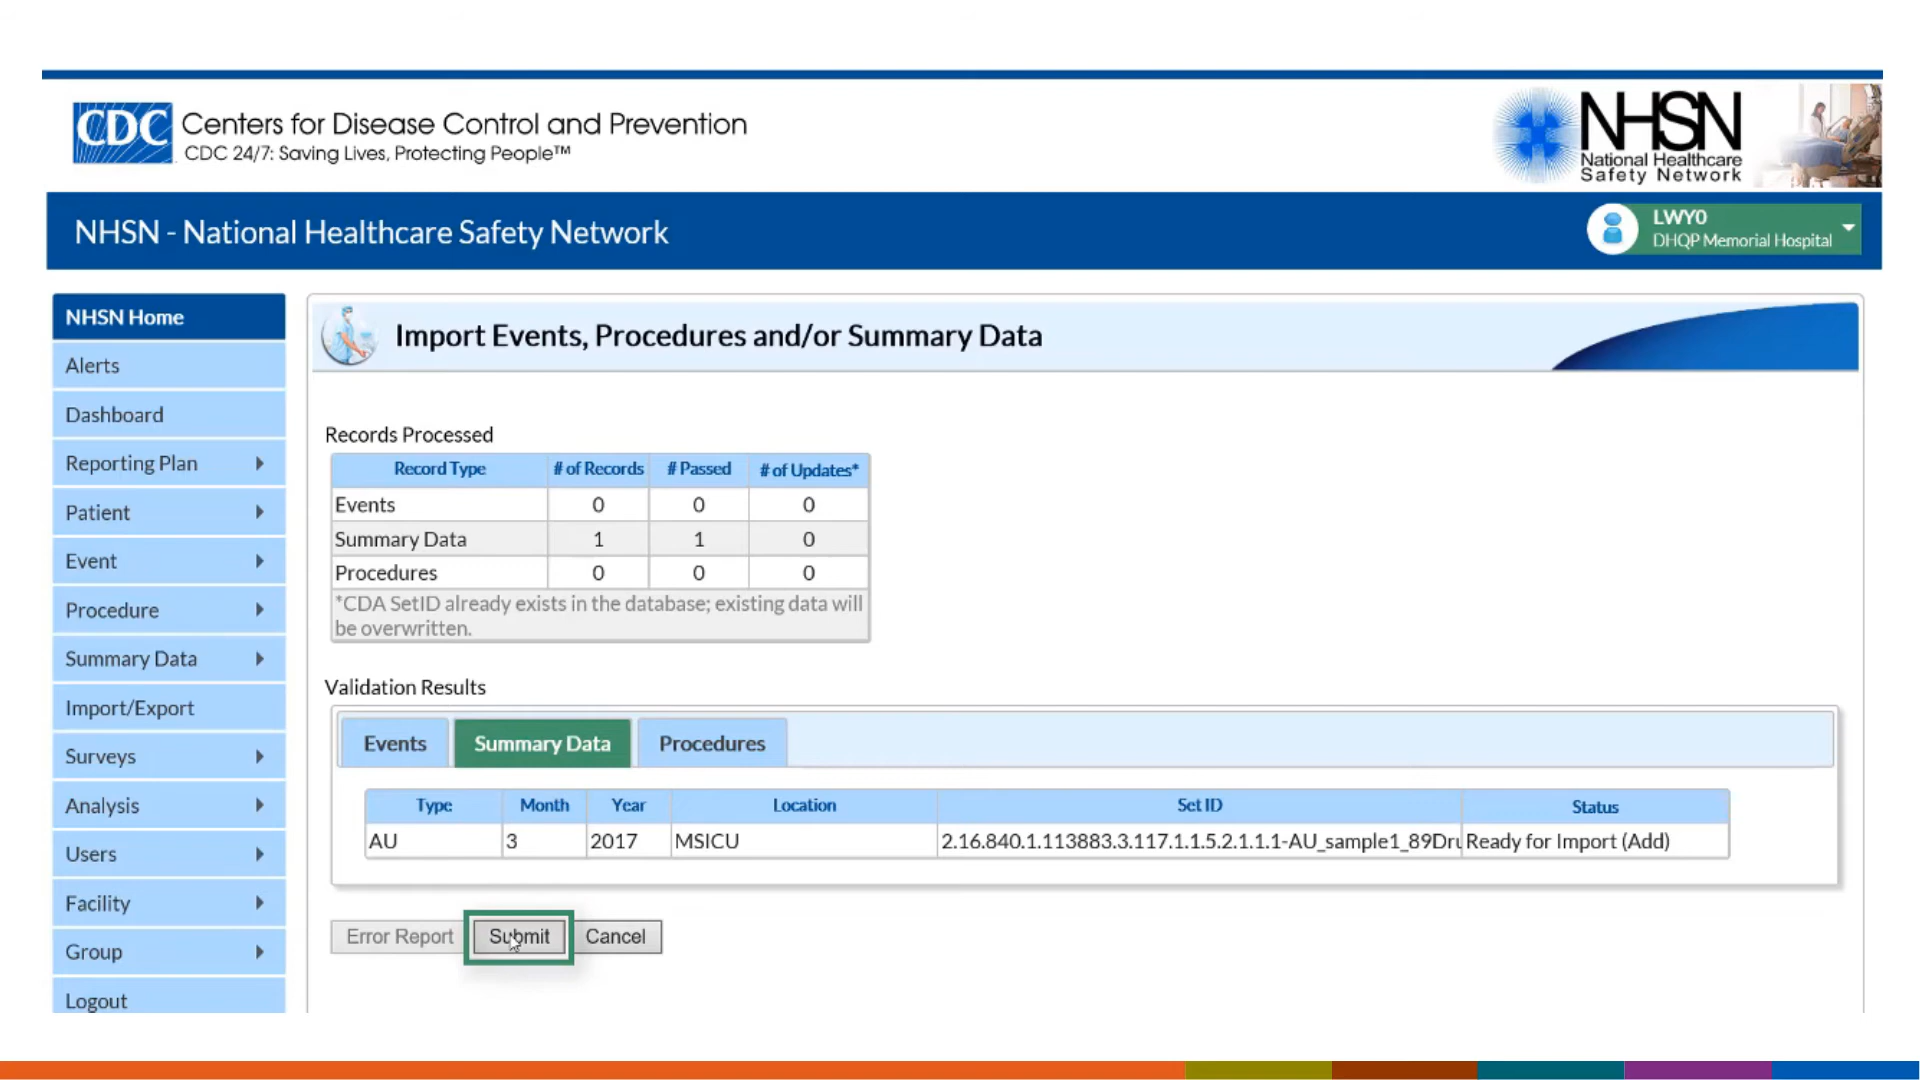 CDC
Centers for Disease Control and Prevention
CDC 24/7: Saving Lives, Protecting People™
NHSN
National Healthcare
Safety Network
NHSN - National Healthcare Safety Network
LWY0
DHQP Memorial Hospital
NHSN Home
Alerts
Dashboard
Reporting Plan
Patient
Event
Procedure
Summary Data
Import/Export
Surveys
Analysis
Users
Facility
Group
Logout
Import Events, Procedures and/or Summary Data
Records Processed
Record Type # of Records # Passed # of Updates*
Events 0 0 0
Summary Data 1 1 0
Procedures 0 0 0
*CDA SetID already exists in the database; existing data will
be overwritten.
Validation Results
Events Summary Data Procedures
Type Month Year Location Set ID Status
AU 3 2017 MSICU 2.16.840.1.113883.3.117.1.1.5.2.1.1.1-AU_sample1_89Dru Ready for Import (Add)
Error Report Submit Cancel